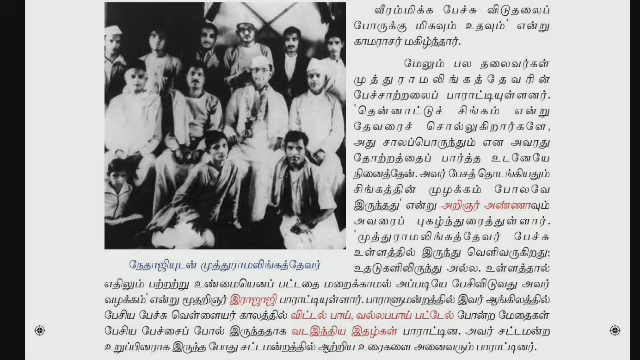 வீரம்மிக்க பேச்சு விடுதலைப்
போருக்கு மிகவும் உதவும்' என்று
காமராசர் மகிழ்ந்தார்.
மேலும் பல தலைவர்கள்
முத்துராமலிங்கத்தேவரின்
பேச்சாற்றலைப் பாராட்டியுள்ளனர்.
'தென்னாட்டுச் சிங்கம் என்று
தேவரைச் சொல்லுகிறார்களே,
அது சாலப்பொருந்தும் என அவரது
தோற்றத்தைப் பார்த்த உடனேயே
நினைத்தேன். அவர் பேசத் தொடங்கியதும்
சிங்கத்தின் முழக்கம் போலவே
இருந்தது' என்று அறிஞர் அண்ணாவும்
அவரைப் புகழ்ந்துரைத்துள்ளார்.
'முத்துராமலிங்கத்தேவர் பேச்சு
உள்ளத்தில் இருந்து வெளிவருகிறது;
உதடுகளிலிருந்து அல்ல. உள்ளத்தால்
நேதாஜியுடன் முத்துராமலிங்கத்தேவர்
எதிலும் பற்றற்று உண்மையெனப் பட்டதை மறைக்காமல் அப்படியே பேசிவிடுவது அவர்
வழக்கம்' என்று மூதறிஞர் இராஜாஜி பாராட்டியுள்ளார். பாராளுமன்றத்தில் இவர் ஆங்கிலத்தில்
பேசிய பேச்சு வெள்ளையர் காலத்தில் விட்டல் பாய், வல்லபபாய் பட்டேல் போன்ற மேதைகள்
பேசிய பேச்சைப் போல் இருந்ததாக வடஇந்திய இதழ்கள் பாராட்டின. அவர் சட்டமன்ற
உறுப்பினராக இருந்த போது சட்டமன்றத்தில் ஆற்றிய உரைகளை அனைவரும் பாராட்டினர்.